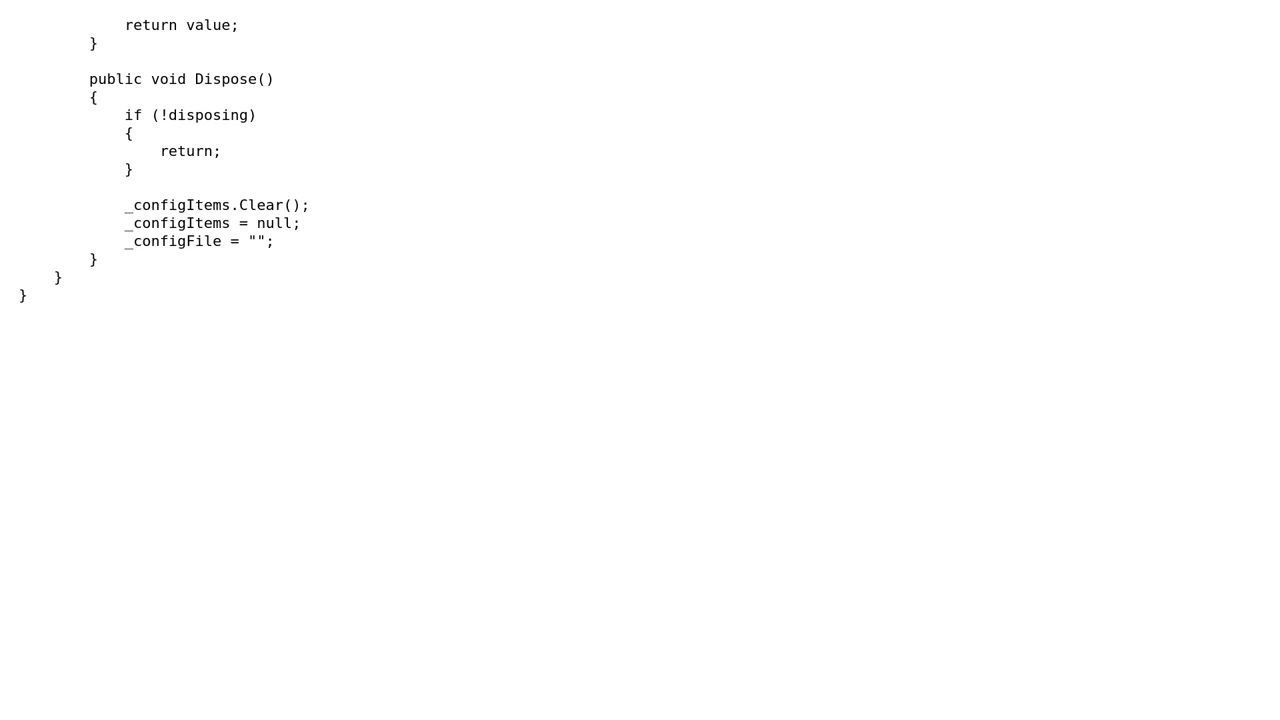 return value;
        }

        public void Dispose()
        {
            if (!disposing)
            {
                return;
            }

            _configItems.Clear();
            _configItems = null;
            _configFile = "";
        }
    }
}